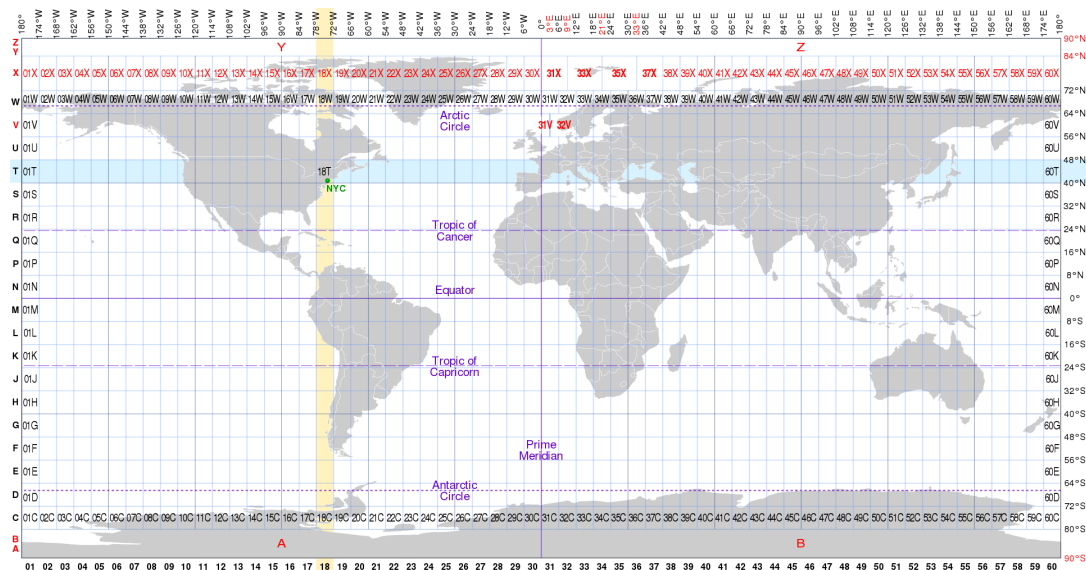 180° 174°W 168°W 162°W 156°W 150°W 144°W 138°W 132°W 126°W 120°W 114°W 108°W 102°W 96°W 90°W 84°W 78°W 72°W 66°W 60°W 54°W 48°W 42°W 36°W 30°W 24°W 18°W 12°W 6°W 0° 3°E 6°E 9°E 12°E 18°E 21°E 24°E 30°E 33°E 36°E 42°E 48°E 54°E 60°E 66°E 72°E 78°E 84°E 90°E 96°E 102°E 108°E 114°E 120°E 126°E 132°E 138°E 144°E 150°E 156°E 162°E 168°E 174°E 180°
Z 90°N
Y Y Z
X 01X 02X 03X 04X 05X 06X 07X 08X 09X 10X 11X 12X 13X 14X 15X 16X 17X 18X 19X 20X 21X 22X 23X 24X 25X 26X 27X 28X 29X 30X 31X 33X 35X 37X 38X 39X 40X 41X 42X 43X 44X 45X 46X 47X 48X 49X 50X 51X 52X 53X 54X 55X 56X 57X 58X 59X 60X
72°N
W 01W 02W 03W 04W 05W 06W 07W 08W 09W 10W 11W 12W 13W 14W 15W 16W 17W 18W 19W 20W 21W 22W 23W 24W 25W 26W 27W 28W 29W 30W 31W 32W 33W 34W 35W 36W 37W 38W 39W 40W 41W 42W 43W 44W 45W 46W 47W 48W 49W 50W 51W 52W 53W 54W 55W 56W 57W 58W 59W 60W
64°N
Arctic
Circle
V 01V 31V 32V 60V
56°N
U 01U 60U
48°N
T 01T 18T 60T
40°N
NYC
S 01S 60S
32°N
R 01R 60R
Tropic of
Cancer
24°N
Q 01Q 60Q
16°N
P 01P 60P
8°N
N 01N 60N
Equator
0°
M 01M 60M
8°S
L 01L 60L
16°S
K 01K 60K
Tropic of
Capricorn
24°S
J 01J 60J
32°S
H 01H 60H
40°S
G 01G 60G
48°S
F 01F 60F
Prime
Meridian
56°S
E 01E 60E
64°S
Antarctic
Circle
D 01D 60D
72°S
C 01C 02C 03C 04C 05C 06C 07C 08C 09C 10C 11C 12C 13C 14C 15C 16C 17C 18C 19C 20C 21C 22C 23C 24C 25C 26C 27C 28C 29C 30C 31C 32C 33C 34C 35C 36C 37C 38C 39C 40C 41C 42C 43C 44C 45C 46C 47C 48C 49C 50C 51C 52C 53C 54C 55C 56C 57C 58C 59C 60C
80°S
B A B
A 90°S
01 02 03 04 05 06 07 08 09 10 11 12 13 14 15 16 17 18 19 20 21 22 23 24 25 26 27 28 29 30 31 32 33 34 35 36 37 38 39 40 41 42 43 44 45 46 47 48 49 50 51 52 53 54 55 56 57 58 59 60